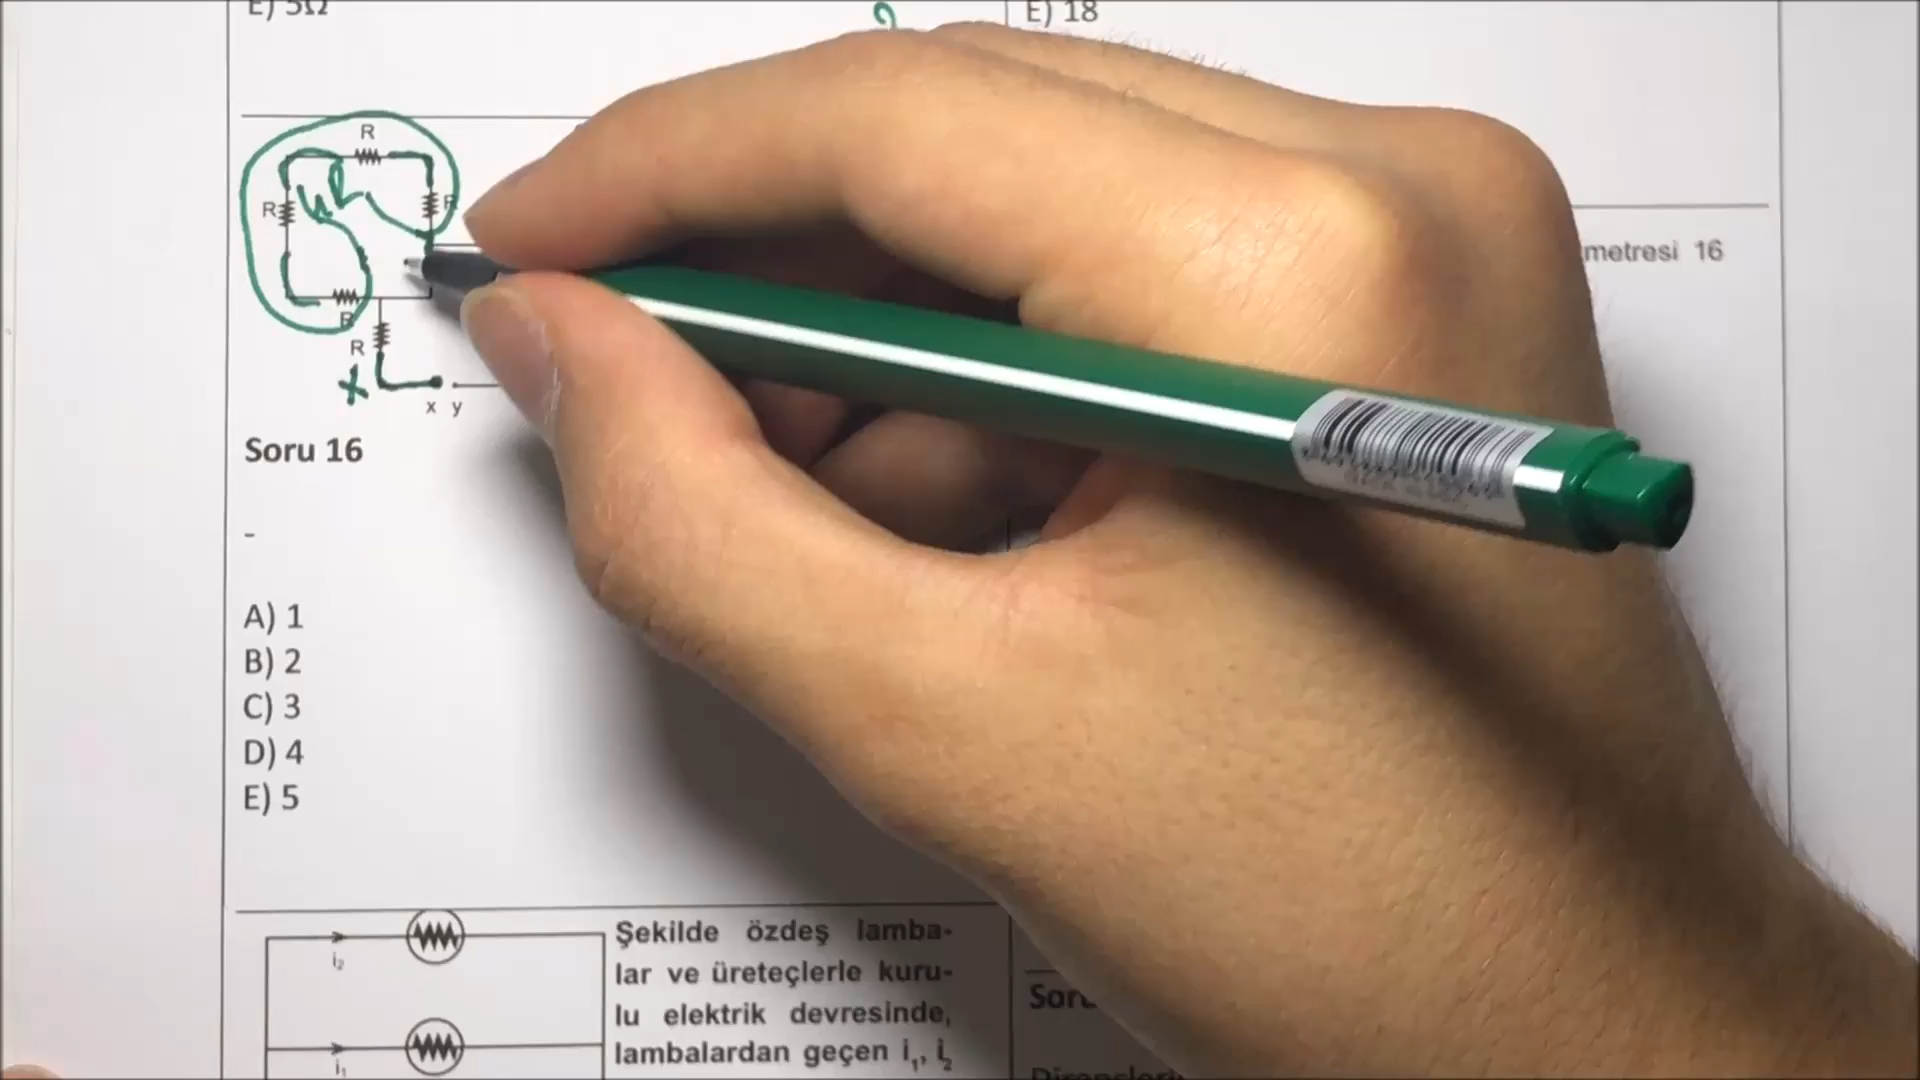 E) 5Ω
E) 18
R
R
R
4R
R
R
X
x y
metresi 16
Soru 16
-
A) 1
B) 2
C) 3
D) 4
E) 5
i₂
i₁
Şekilde özdeş lamba-
lar ve üreteçlerle kuru-
lu elektrik devresinde,
lambalardan geçen i₁, i₂